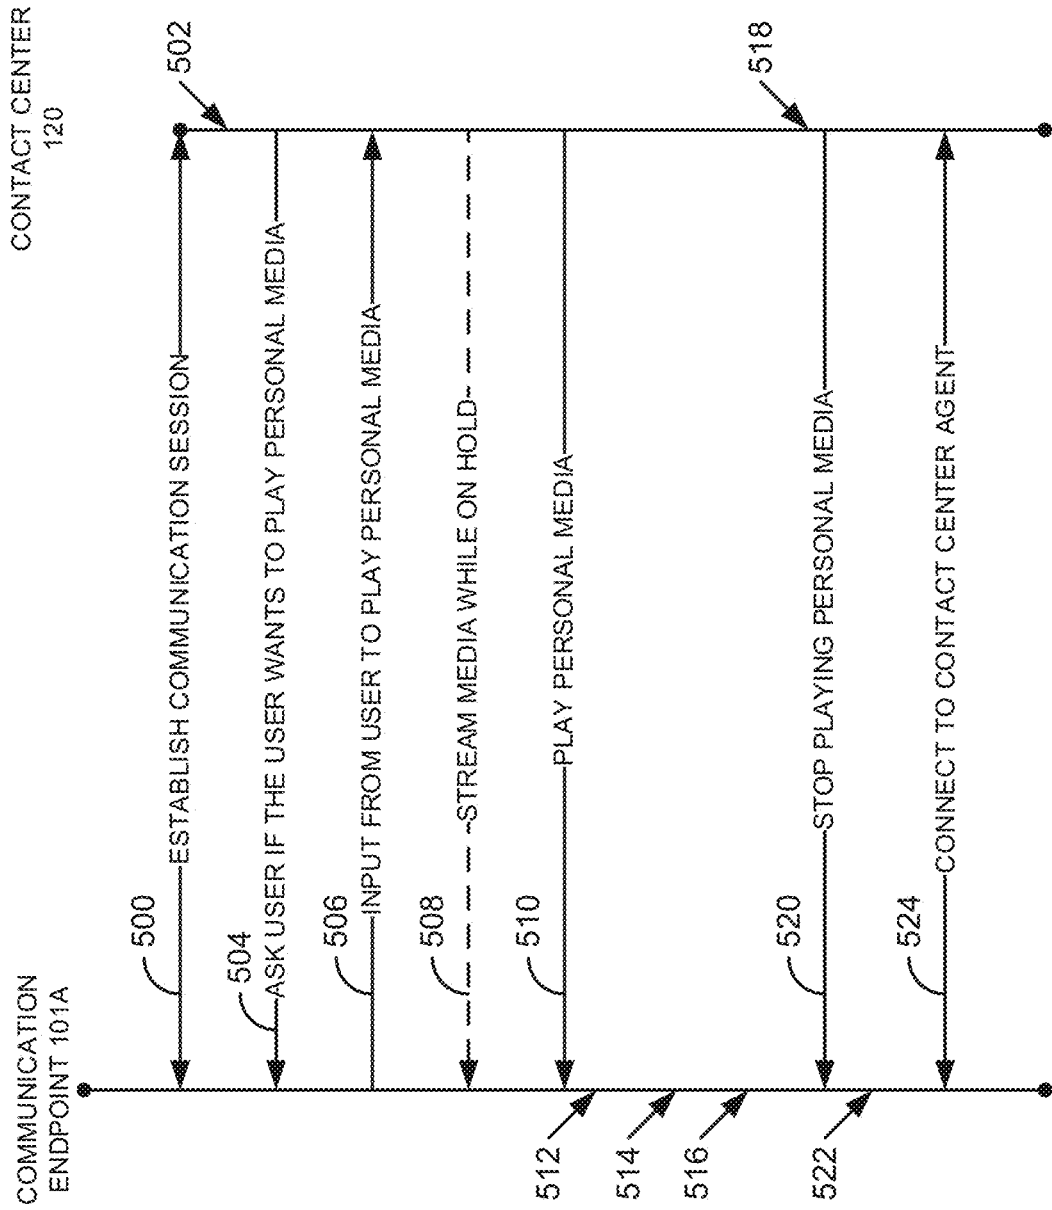 COMMUNICATION
ENDPOINT 101A
CONTACT CENTER
120
500
ESTABLISH COMMUNICATION SESSION
502
504
ASK USER IF THE USER WANTS TO PLAY PERSONAL MEDIA
506
INPUT FROM USER TO PLAY PERSONAL MEDIA
508
STREAM MEDIA WHILE ON HOLD
510
PLAY PERSONAL MEDIA
512
514
516
518
520
STOP PLAYING PERSONAL MEDIA
522
524
CONNECT TO CONTACT CENTER AGENT